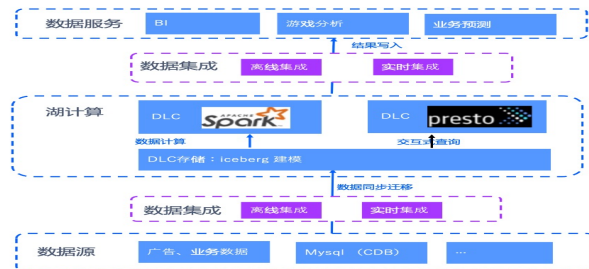 数据服务 BI 游戏分析 业务预测
结果写入
数据集成 离线集成 实时集成
湖计算 DLC APACHE Spark DLC presto
数据计算 交互式查询
DLC存储：iceberg 建模
数据同步迁移
数据集成 离线集成 实时集成
数据源 广告、业务数据 Mysql （CDB） ...